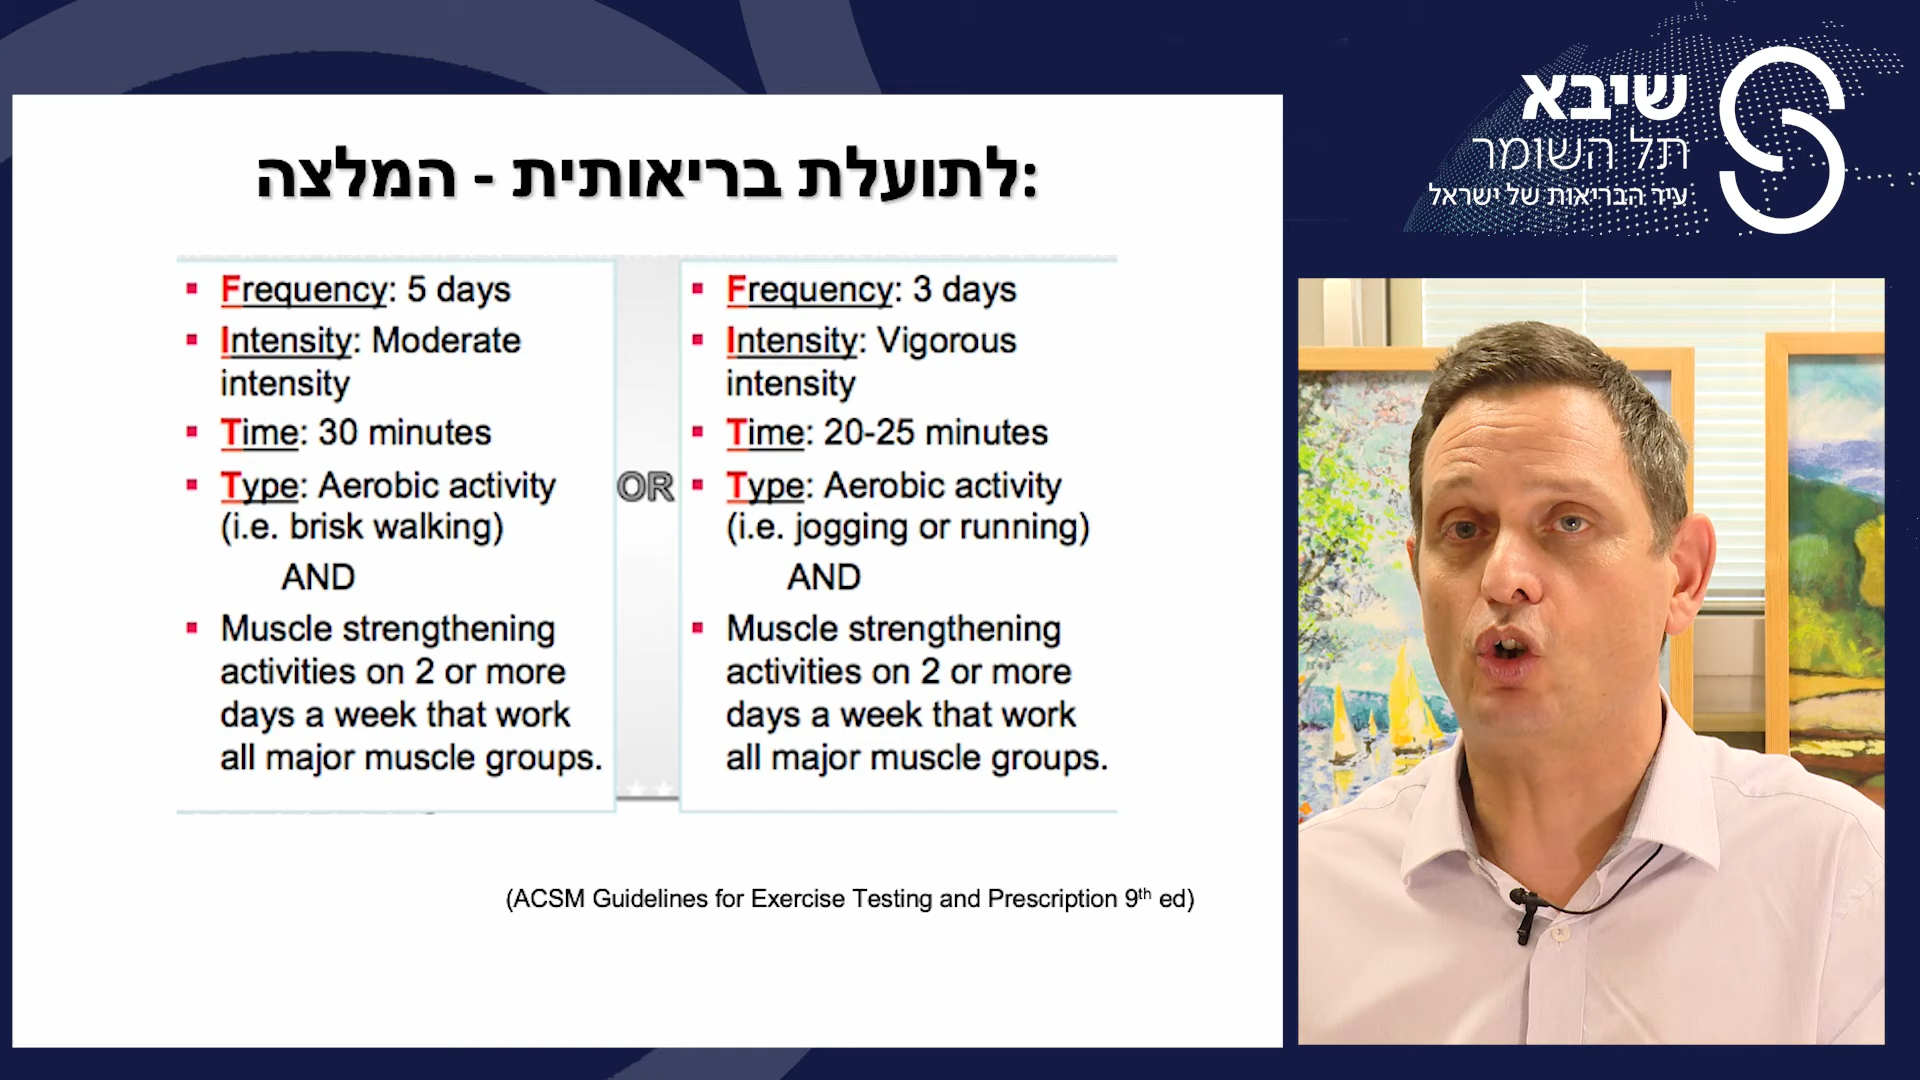 לתועלת בריאותית - המלצה:
Frequency: 5 days
Intensity: Moderate
intensity
Time: 30 minutes
Type: Aerobic activity
(i.e. brisk walking)
AND
Muscle strengthening
activities on 2 or more
days a week that work
all major muscle groups.
OR
Frequency: 3 days
Intensity: Vigorous
intensity
Time: 20-25 minutes
Type: Aerobic activity
(i.e. jogging or running)
AND
Muscle strengthening
activities on 2 or more
days a week that work
all major muscle groups.
(ACSM Guidelines for Exercise Testing and Prescription 9th ed)
שיבא
תל השומר
עיר הבריאות של ישראל